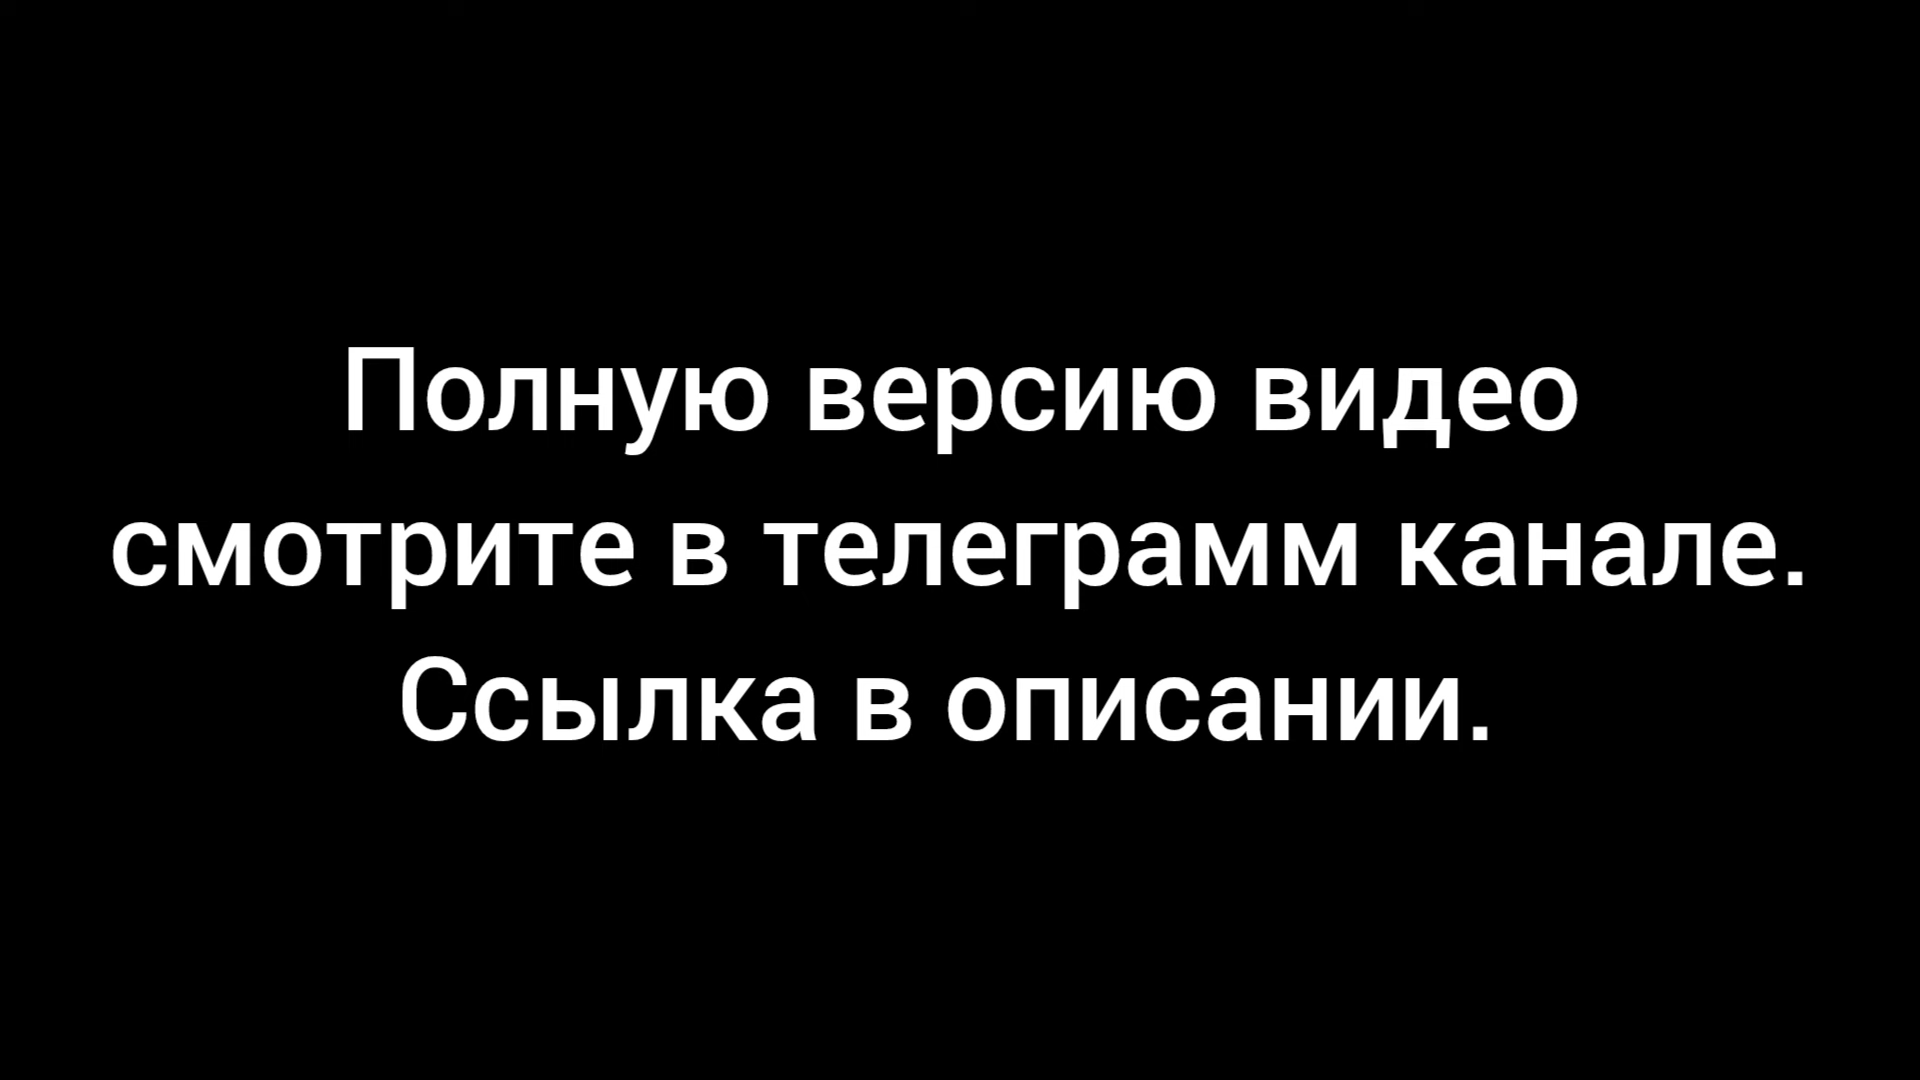 Полную версию видео
смотрите в телеграмм канале.
Ссылка в описании.